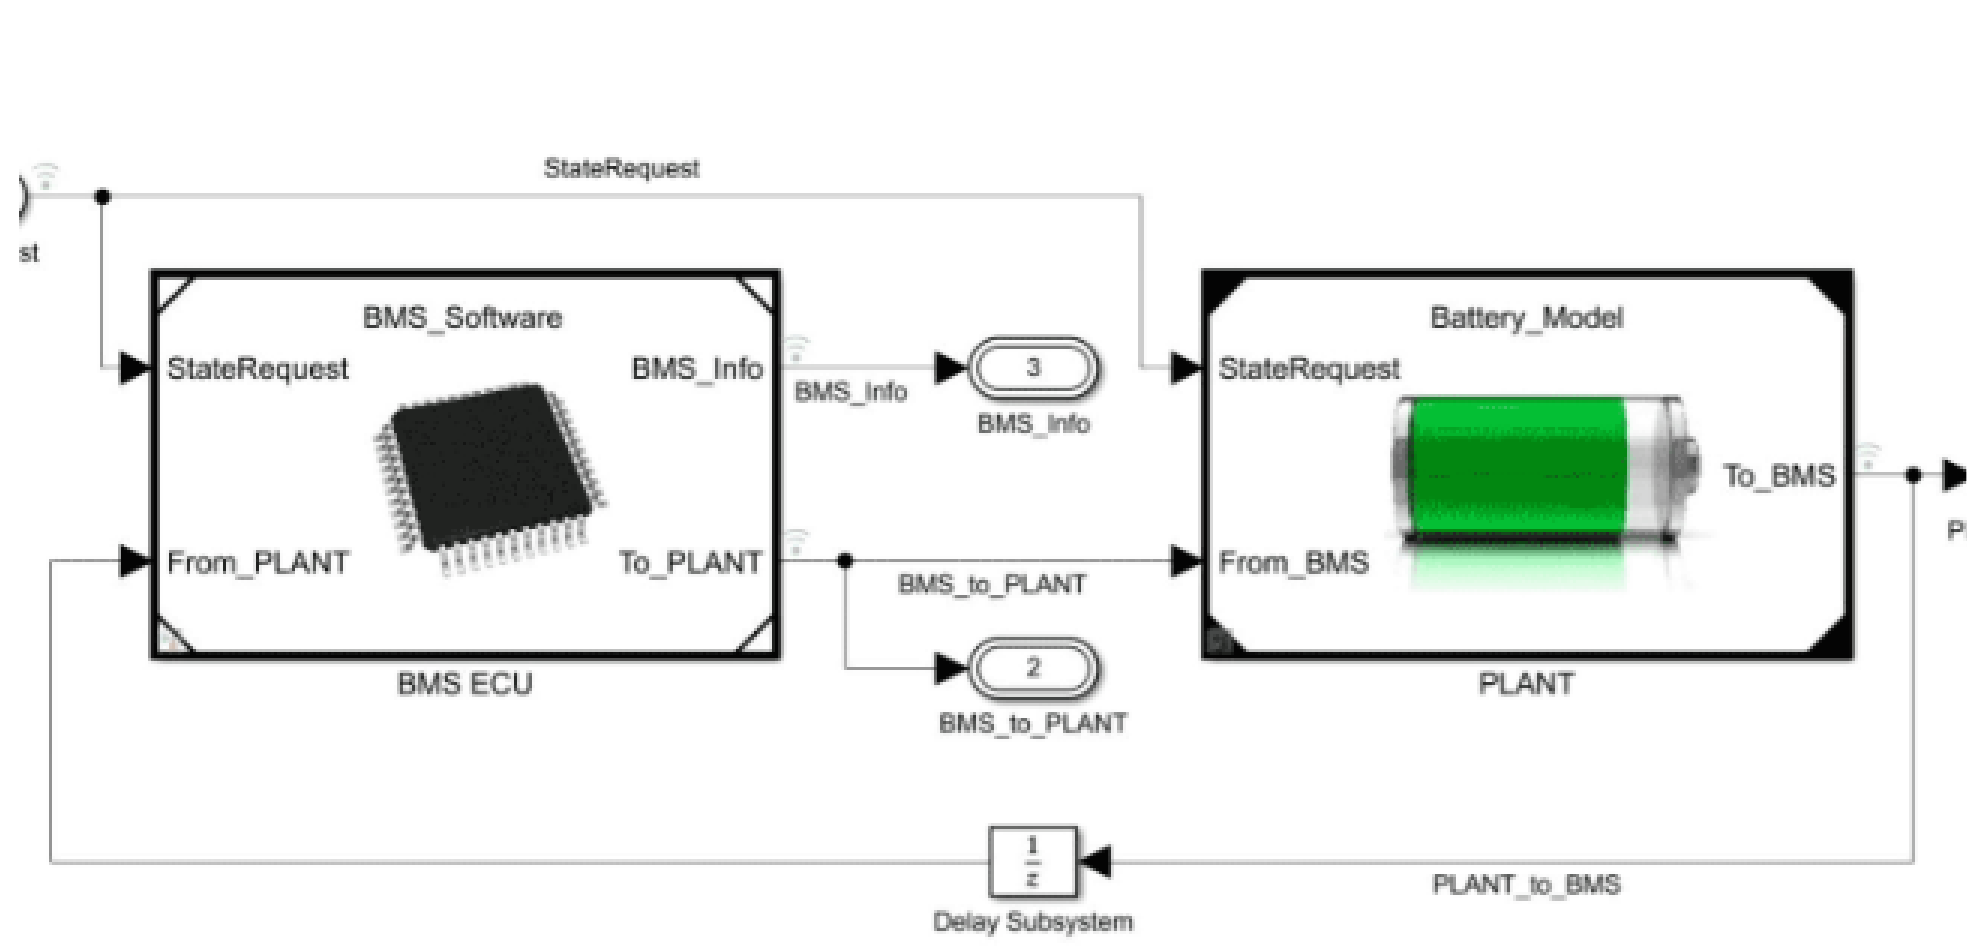 StateRequest
st
BMS_Software
StateRequest
BMS_Info
From_PLANT
To_PLANT
BMS ECU
BMS_Info
3
BMS_Info
BMS_to_PLANT
2
BMS_to_PLANT
Battery_Model
StateRequest
To_BMS
From_BMS
PLANT
P
1
z
Delay Subsystem
PLANT_to_BMS